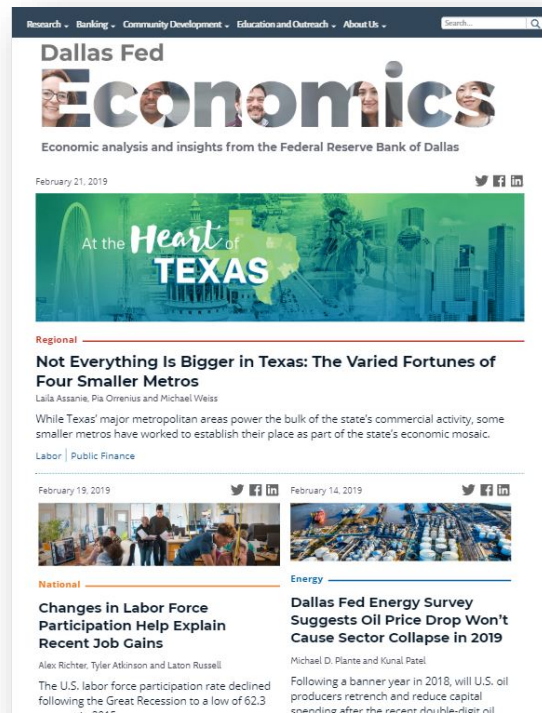 Research Banking Community Development Education and Outreach About Us Search...
Dallas Fed
Economics
Economic analysis and insights from the Federal Reserve Bank of Dallas
February 21, 2019
At the Heart of
TEXAS
Regional
Not Everything Is Bigger in Texas: The Varied Fortunes of
Four Smaller Metros
Laila Assanie, Pia Orrenius and Michael Weiss
While Texas' major metropolitan areas power the bulk of the state's commercial activity, some
smaller metros have worked to establish their place as part of the state's economic mosaic.
Labor | Public Finance
February 19, 2019
National
Changes in Labor Force
Participation Help Explain
Recent Job Gains
Alex Richter, Tyler Atkinson and Laton Russell
The U.S. labor force participation rate declined
following the Great Recession to a low of 62.3
February 14, 2019
Energy
Dallas Fed Energy Survey
Suggests Oil Price Drop Won't
Cause Sector Collapse in 2019
Michael D. Plante and Kunal Patel
Following a banner year in 2018, will U.S. oil
producers retrench and reduce capital
spending after the recent double-digit oil